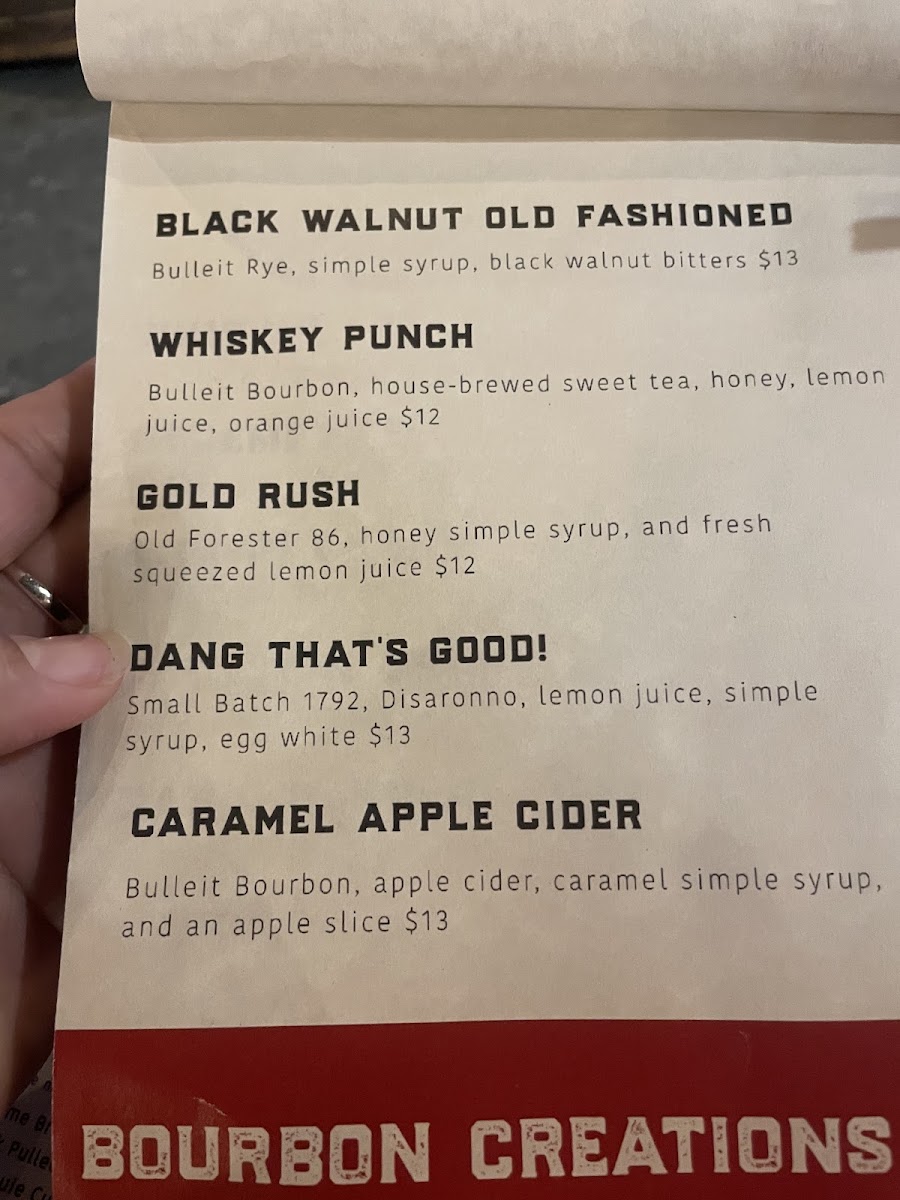 BLACK WALNUT OLD FASHIONED
Bulleit Rye, simple syrup, black walnut bitters $13
WHISKEY PUNCH
Bulleit Bourbon, house-brewed sweet tea, honey, lemon
juice, orange juice $12
GOLD RUSH
Old Forester 86, honey simple syrup, and fresh
squeezed lemon juice $12
DANG THAT'S GOOD!
Small Batch 1792, Disaronno, lemon juice, simple
syrup, egg white $13
CARAMEL APPLE CIDER
Bulleit Bourbon, apple cider, caramel simple syrup,
and an apple slice $13
BOURBON CREATIONS